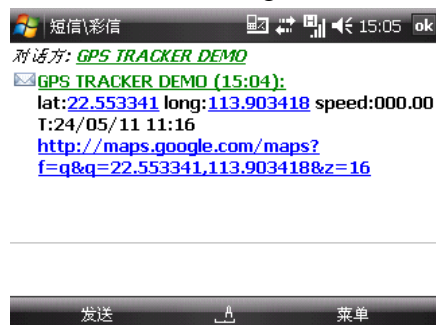 短信\彩信 15:05 ok
对话方: GPS TRACKER DEMO
GPS TRACKER DEMO (15:04):
lat:22.553341 long:113.903418 speed:000.00
T:24/05/11 11:16
http://maps.google.com/maps?
f=q&q=22.553341,113.903418&z=16
发送 菜单